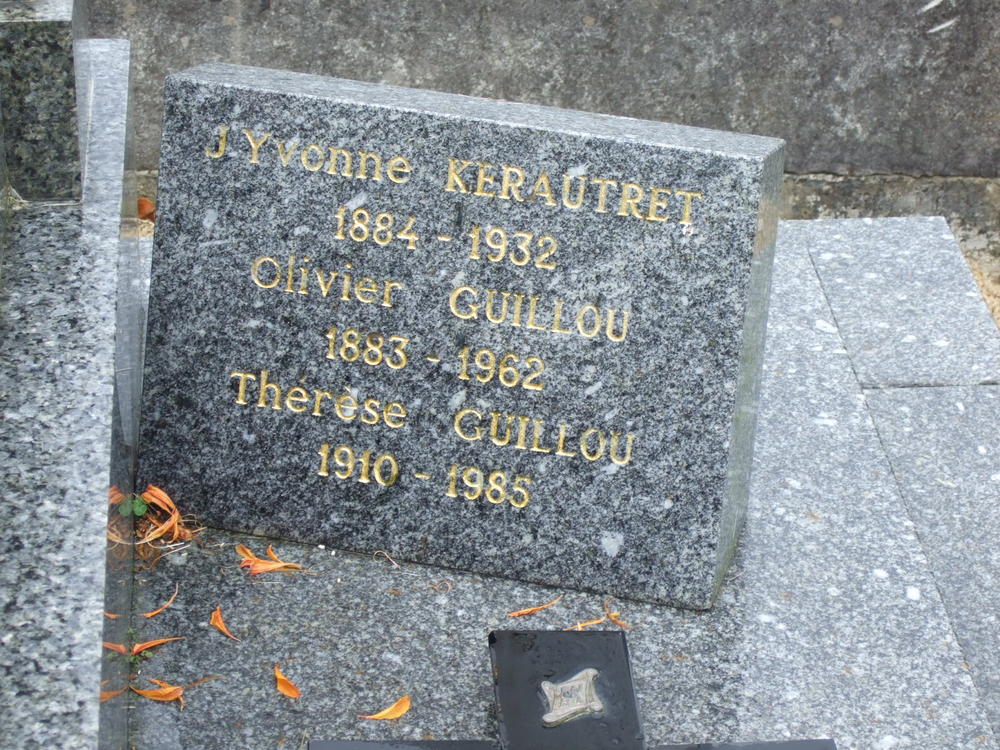 J Yvonne KERAUTRET
1884 - 1932
Olivier GUILLOU
1883 - 1962
Thérèse GUILLOU
1910 - 1985